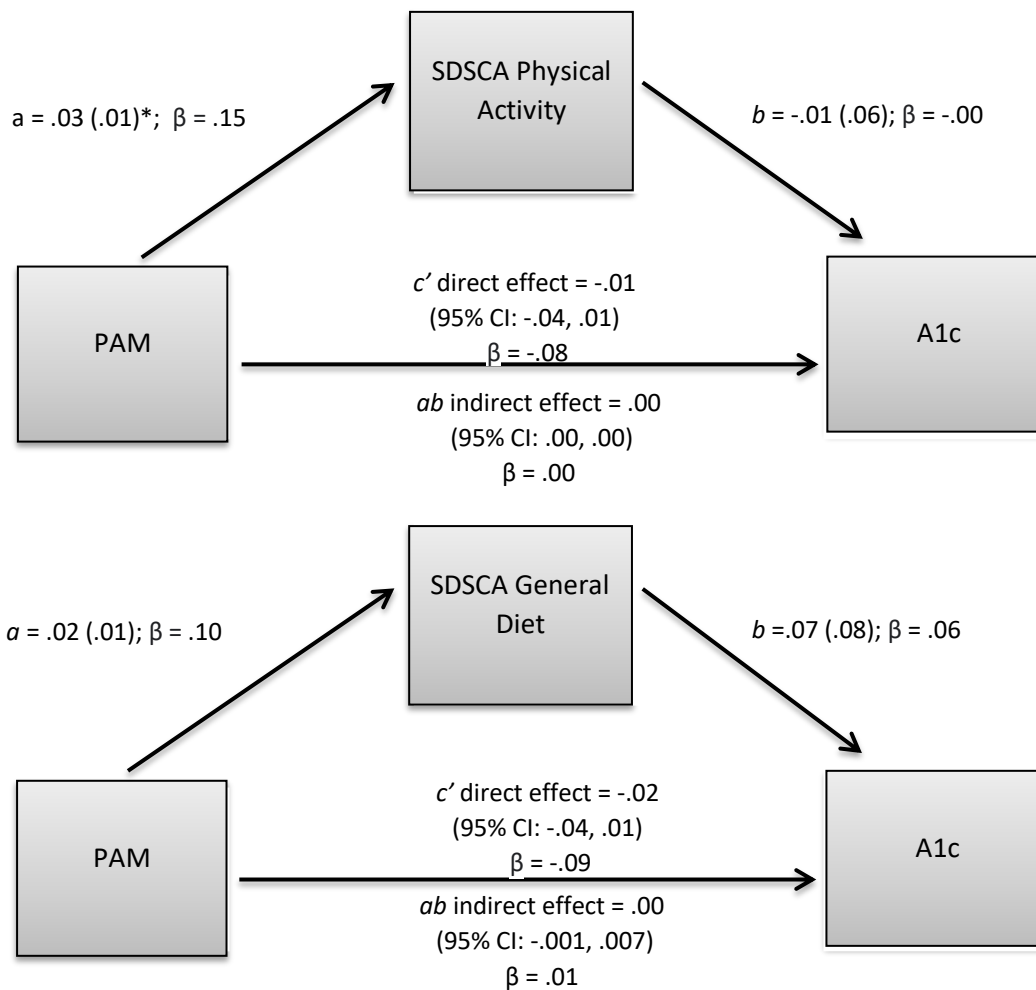 SDSCA Physical
Activity
a = .03 (.01)*; β = .15
b = -.01 (.06); β = -.00
PAM
c’ direct effect = -.01
(95% CI: -.04, .01)
β = -.08
ab indirect effect = .00
(95% CI: .00, .00)
β = .00
A1c
SDSCA General
Diet
a = .02 (.01); β = .10
b =.07 (.08); β = .06
PAM
c’ direct effect = -.02
(95% CI: -.04, .01)
β = -.09
ab indirect effect = .00
(95% CI: -.001, .007)
β = .01
A1c